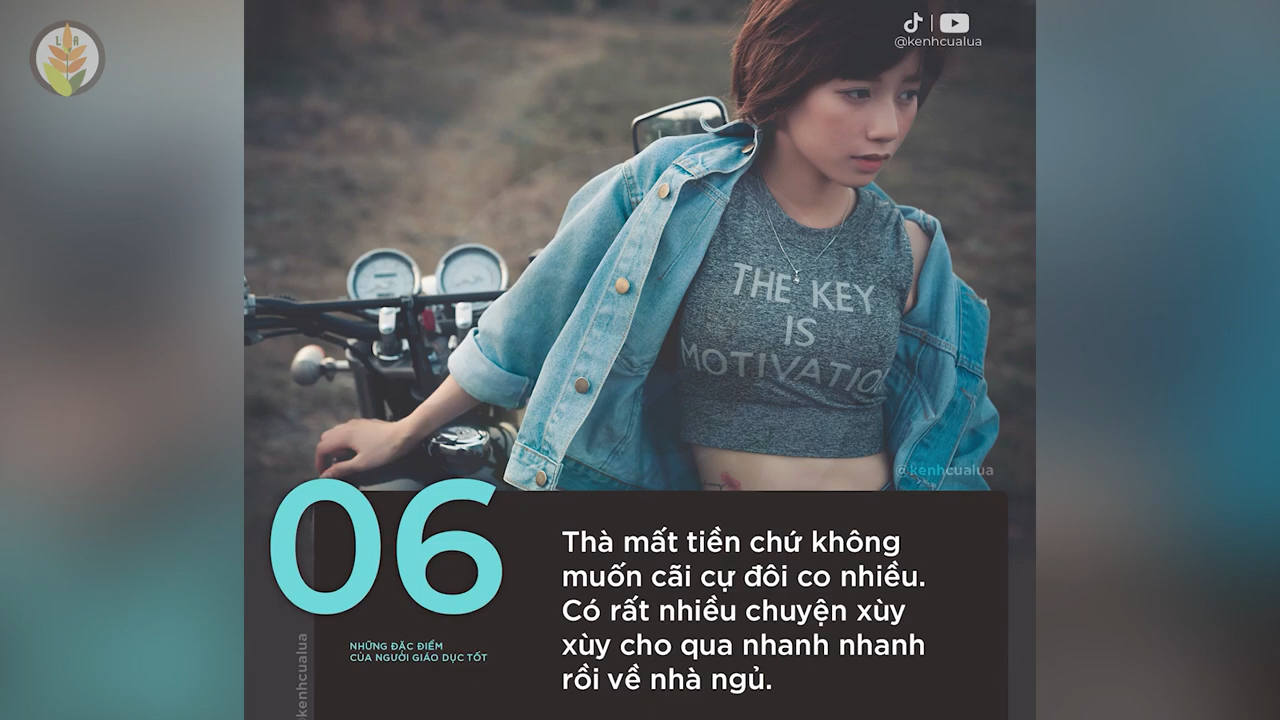 L A
@kenhcualua
THE KEY
IS
MOTIVATIO
@kenhcualua
06
NHỮNG ĐẶC ĐIỂM
CỦA NGƯỜI GIÁO DỤC TỐT
Thà mất tiền chứ không
muốn cãi cự đôi co nhiều.
Có rất nhiều chuyện xùy
xùy cho qua nhanh nhanh
rồi về nhà ngủ.
@kenhcualua